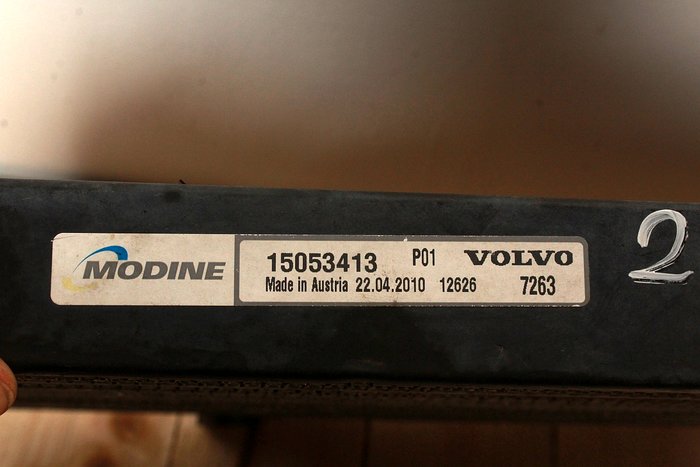 MODINE
15053413 P01 VOLVO
Made in Austria 22.04.2010 12626 7263
2